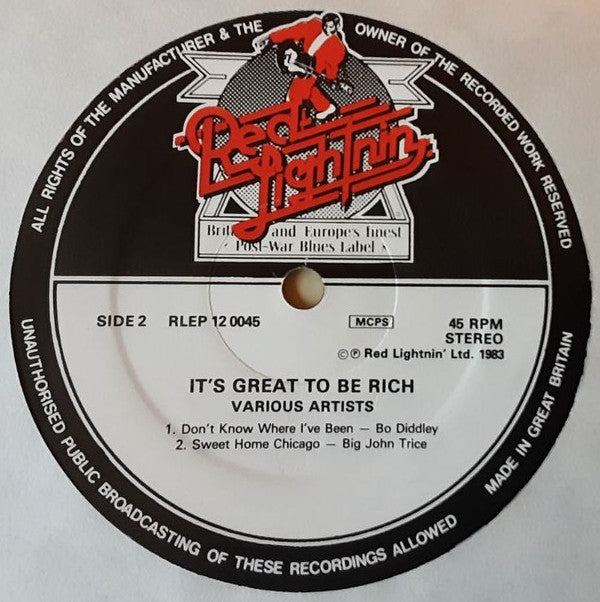 ALL RIGHTS OF THE MANUFACTURER & THE OWNER OF THE RECORDED WORK RESERVED
Red
Lightnin'
and Europe's finest
Post-War Blues Label
SIDE 2 RLEP 12 0045
MCPS
45 RPM
STEREO
©℗ Red Lightnin' Ltd. 1983
IT'S GREAT TO BE RICH
VARIOUS ARTISTS
1. Don't Know Where I've Been – Bo Diddley
2. Sweet Home Chicago – Big John Trice
UNAUTHORISED PUBLIC BROADCASTING OF THESE RECORDINGS ALLOWED
MADE IN GREAT BRITAIN